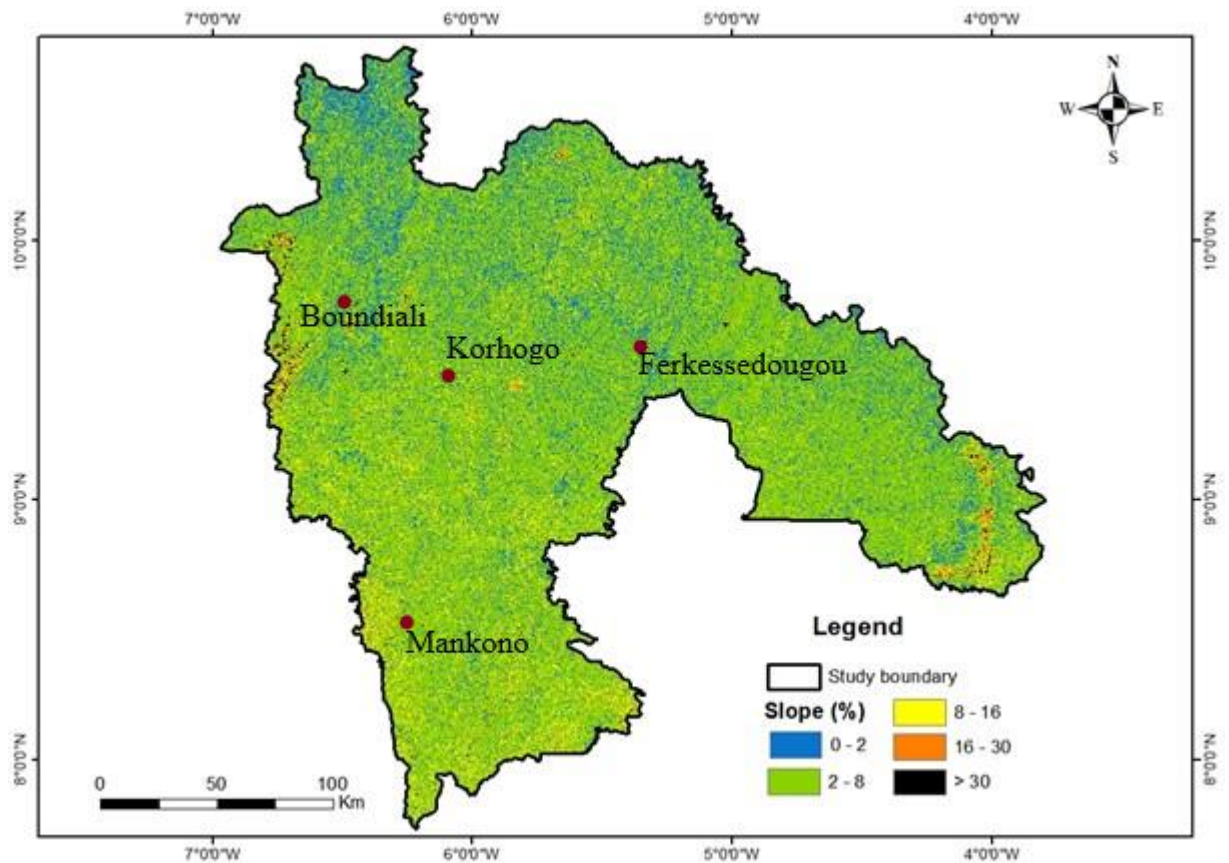 7°0'0"W 6°0'0"W 5°0'0"W 4°0'0"W
N
W E
S
10°0'0"N 10°0'0"N
Boundiali
Korhogo
Ferkessedougou
9°0'0"N 9°0'0"N
Mankono
Legend
Study boundary
Slope (%) 8 - 16
0 - 2 16 - 30
2 - 8 > 30
8°0'0"N 8°0'0"N
0 50 100
Km
7°0'0"W 6°0'0"W 5°0'0"W 4°0'0"W